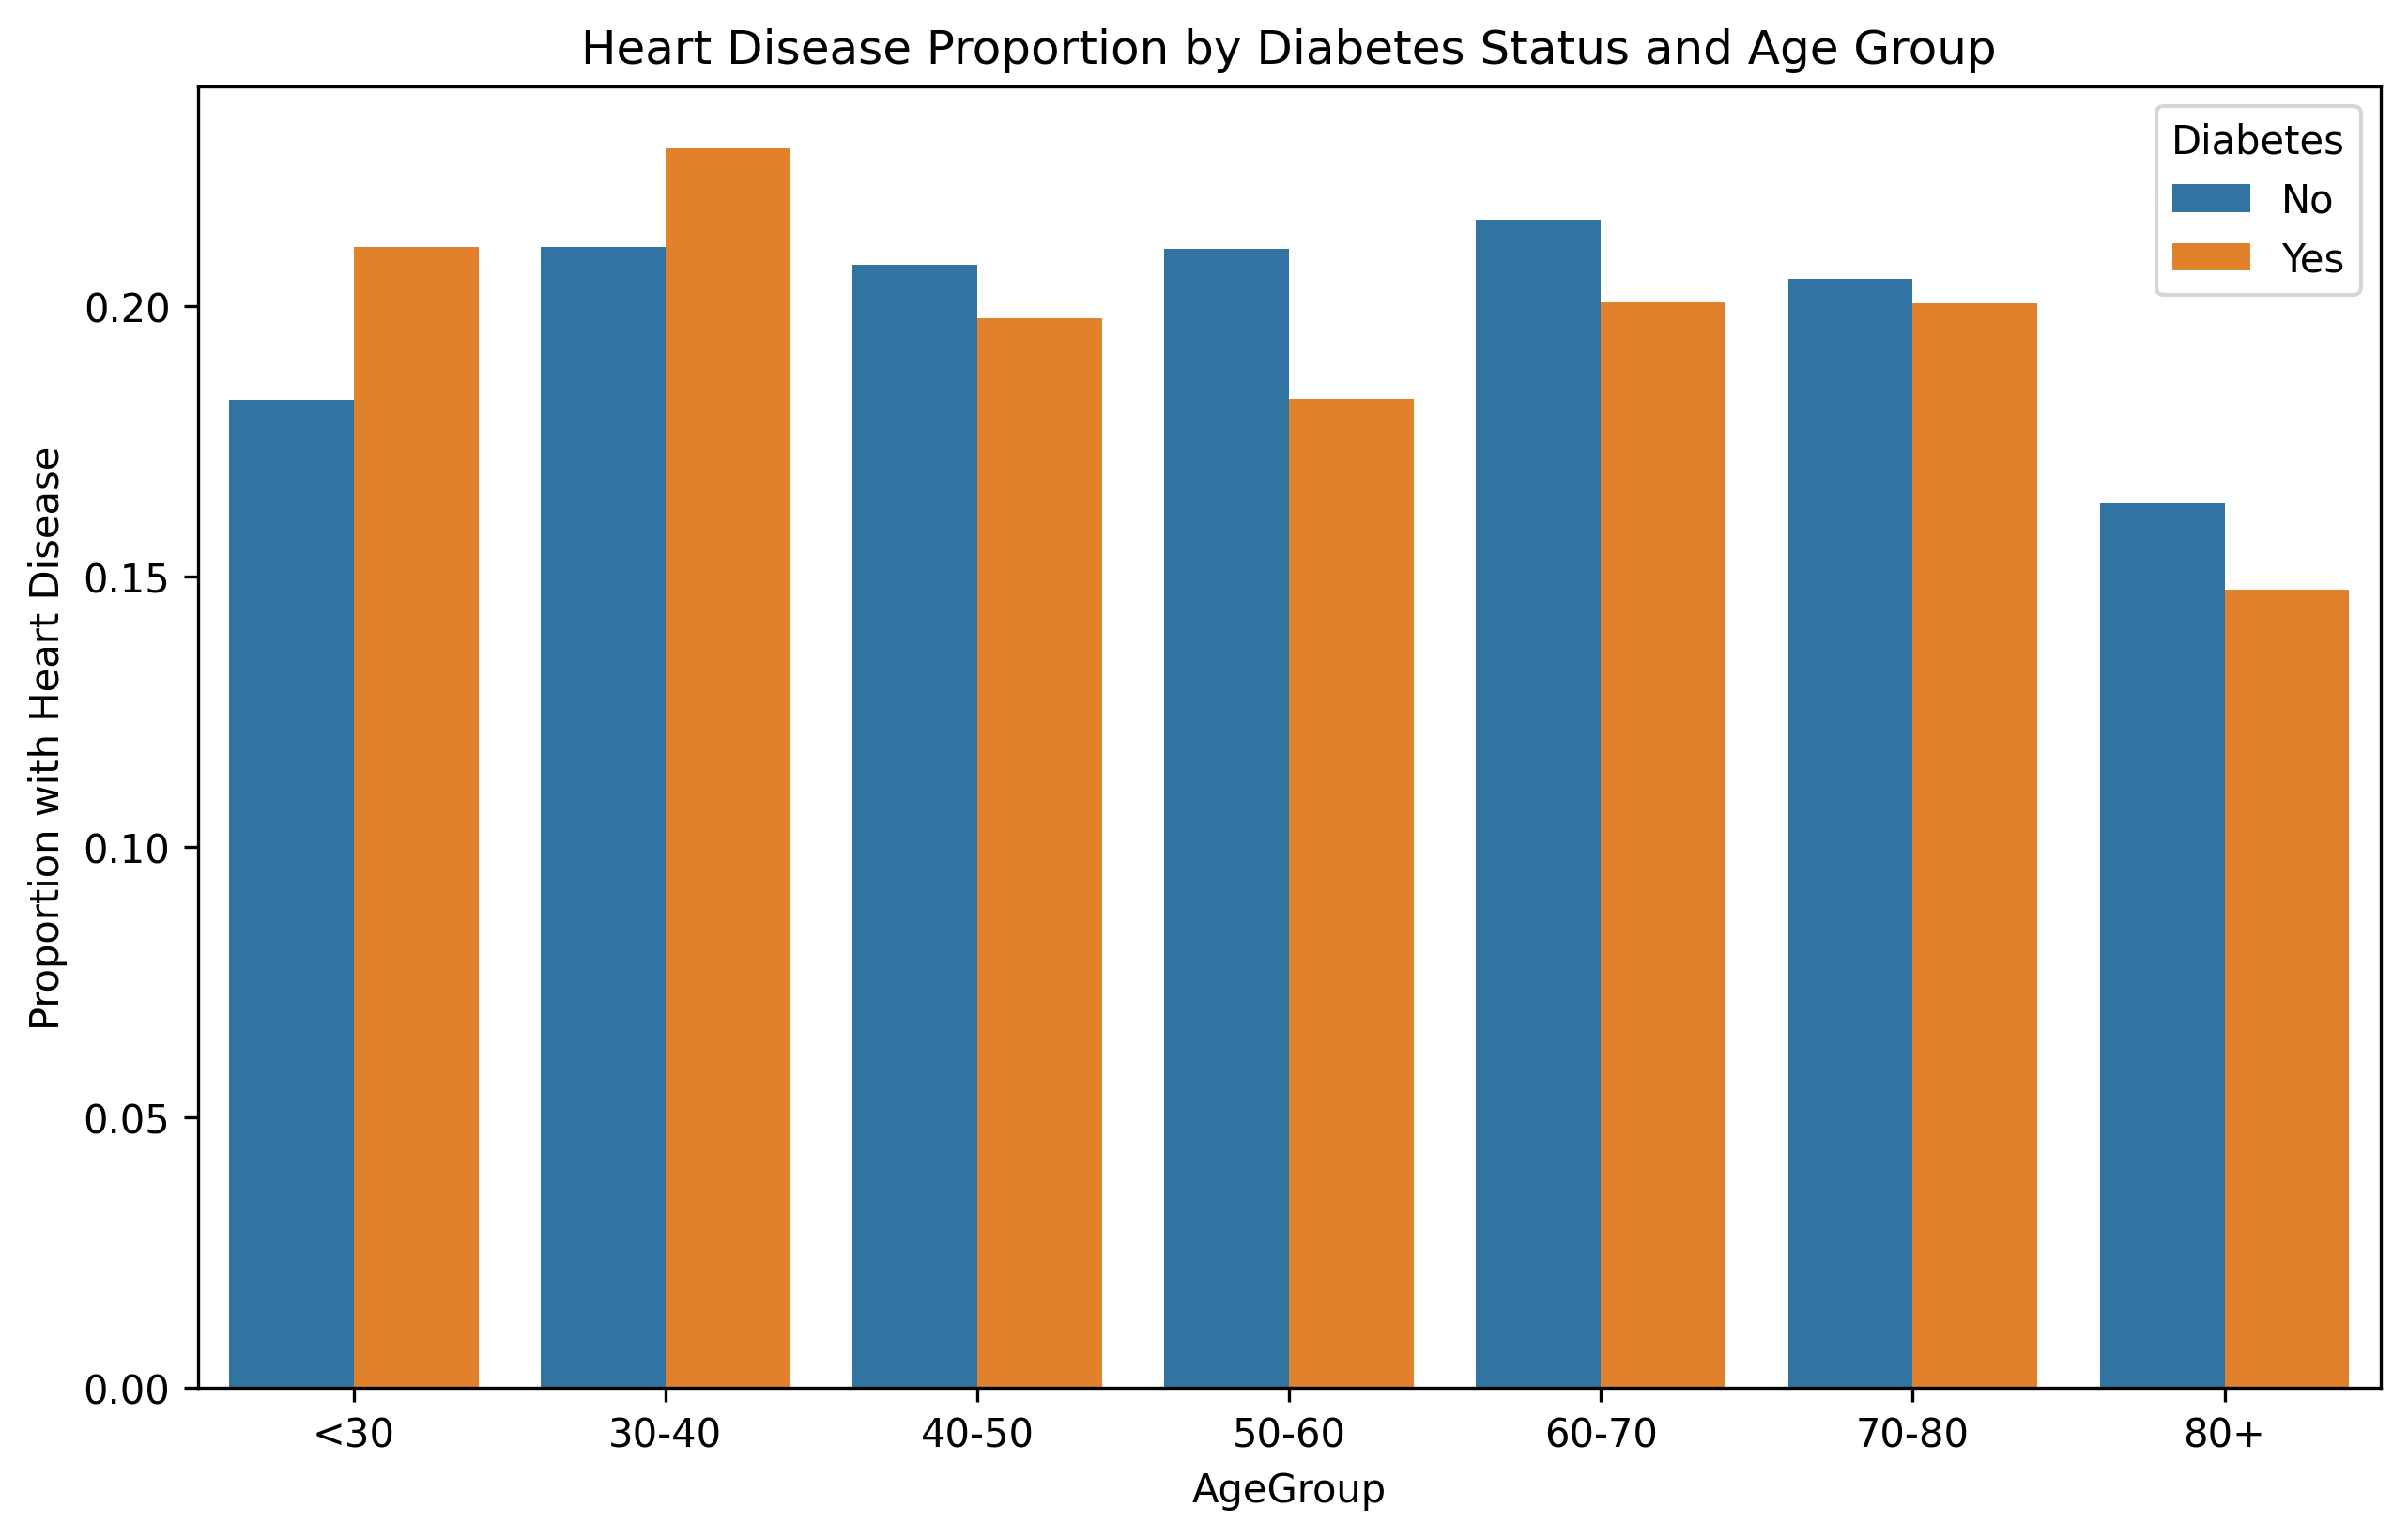 Heart Disease Proportion by Diabetes Status and Age Group
Diabetes
No
Yes
Proportion with Heart Disease
0.20
0.15
0.10
0.05
0.00
<30 30-40 40-50 50-60 60-70 70-80 80+
AgeGroup